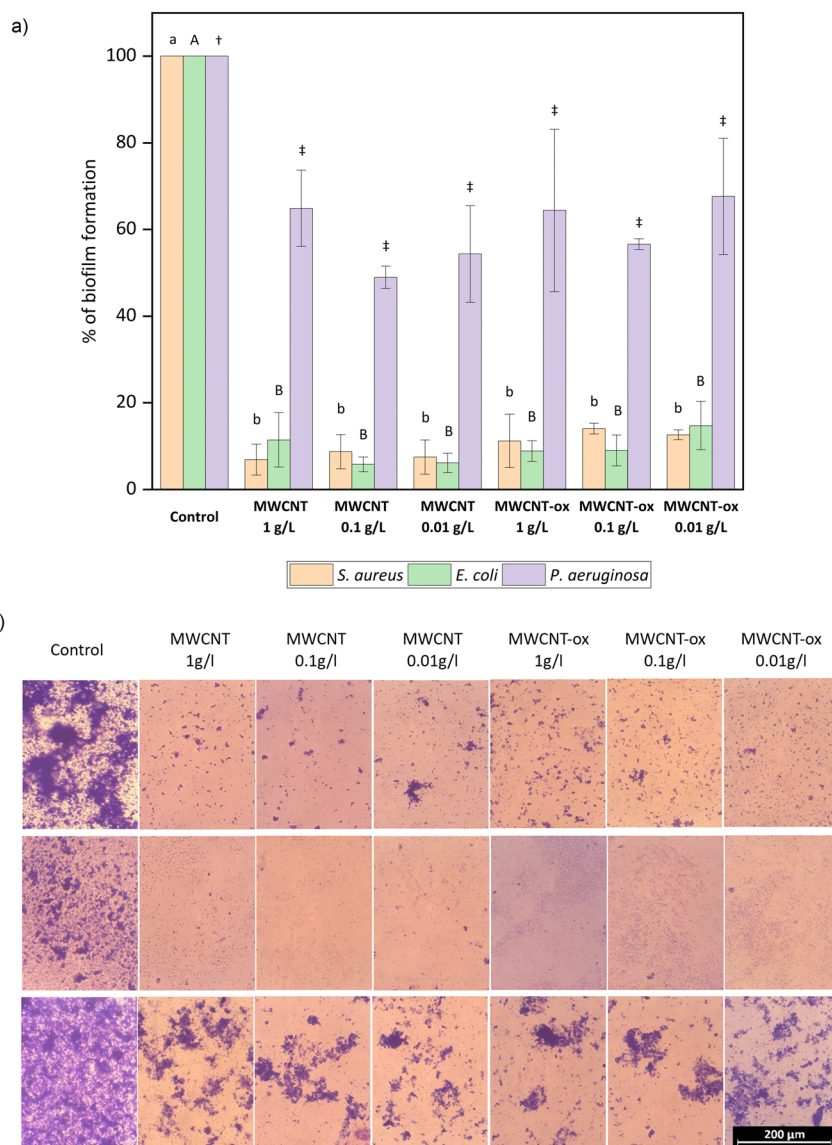 a)
100
80
60
40
20
0
% of biofilm formation
a A †
‡ ‡ ‡ ‡ ‡ ‡
b B b B b B b B b B b B
Control MWCNT MWCNT MWCNT MWCNT-ox MWCNT-ox MWCNT-ox
1 g/L 0.1 g/L 0.01 g/L 1 g/L 0.1 g/L 0.01 g/L
S. aureus E. coli P. aeruginosa
)
Control MWCNT MWCNT MWCNT MWCNT-ox MWCNT-ox MWCNT-ox
1g/l 0.1g/l 0.01g/l 1g/l 0.1g/l 0.01g/l
200 µm